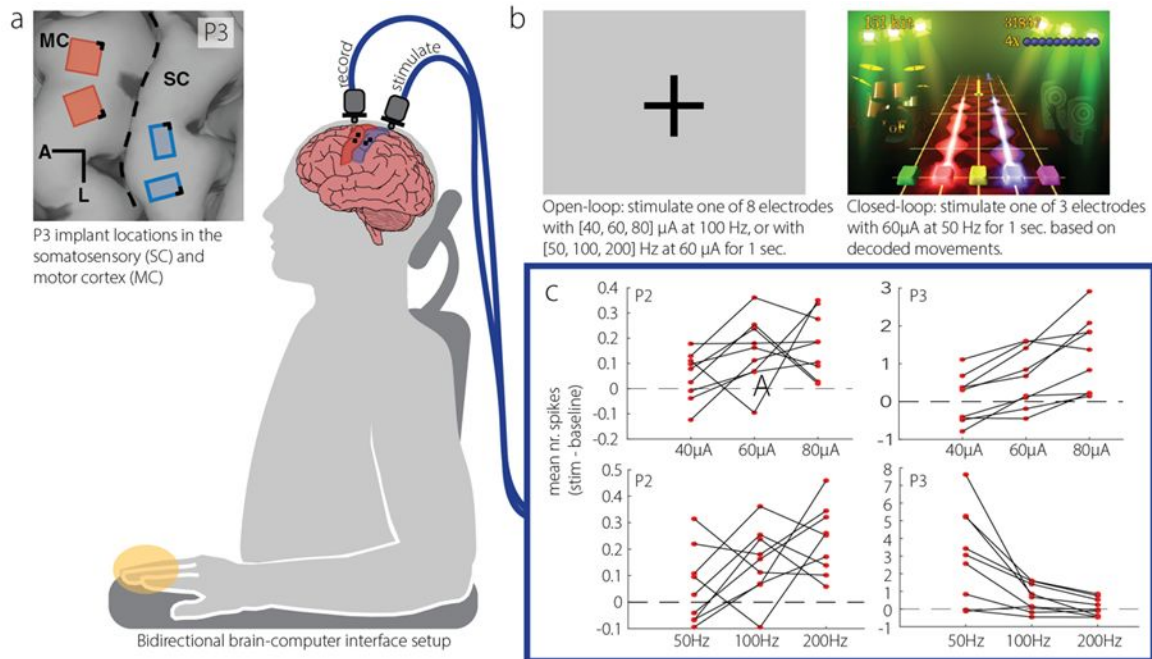 a
P3
MC
SC
A
L
P3 implant locations in the
somatosensory (SC) and
motor cortex (MC)
record
stimulate
Bidirectional brain-computer interface setup
b
Open-loop: stimulate one of 8 electrodes
with [40, 60, 80] µA at 100 Hz, or with
[50, 100, 200] Hz at 60 µA for 1 sec.
4x
Closed-loop: stimulate one of 3 electrodes
with 60µA at 50 Hz for 1 sec. based on
decoded movements.
c
mean nr. spikes
(stim - baseline)
P2
0.4
0.3
0.2
0.1
0
-0.1
-0.2
A
40µA 60µA 80µA
P3
3
2
1
0
-1
40µA 60µA 80µA
P2
0.5
0.4
0.3
0.2
0.1
0
-0.1
50Hz 100Hz 200Hz
P3
8
7
6
5
4
3
2
1
0
-1
50Hz 100Hz 200Hz